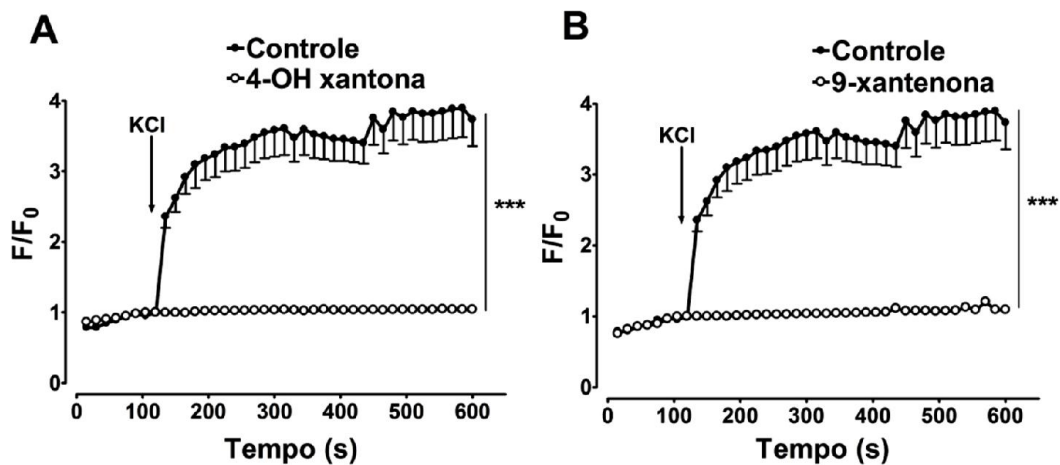 A
Controle
4-OH xantona
4
3
2
1
0
F/F0
KCl
***
0
100
200
300
400
500
600
Tempo (s)
B
Controle
9-xantenona
4
3
2
1
0
F/F0
KCl
***
0
100
200
300
400
500
600
Tempo (s)